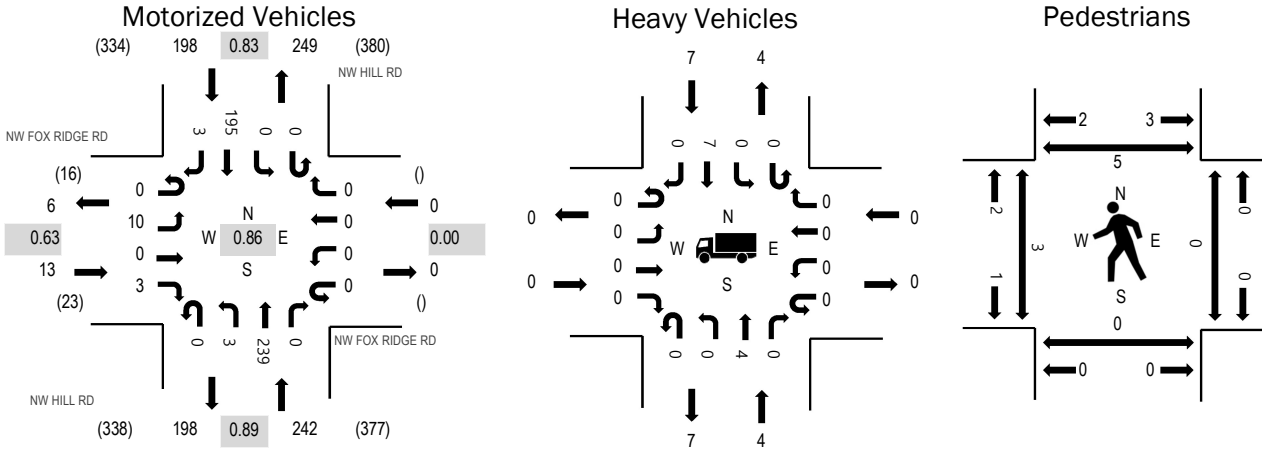 Motorized Vehicles
(334) 198 0.83 249 (380)
NW HILL RD
195
3 0 0
NW FOX RIDGE RD
(16) 0 0 ()
6 10 N 0 0
0.63 W 0.86 E 0.00
0 S 0
13 3 0 0
(23) ()
0 3 239 0
NW FOX RIDGE RD
NW HILL RD
(338) 198 0.89 242 (377)
Heavy Vehicles
7 4
0 7 0 0
0 0
0 0 N 0 0
W E
0 0
0 0 S 0 0
0 0 4 0
7 4
Pedestrians
2 3
5
N
2 0
W E
3 0
1 S 0
0
0 0